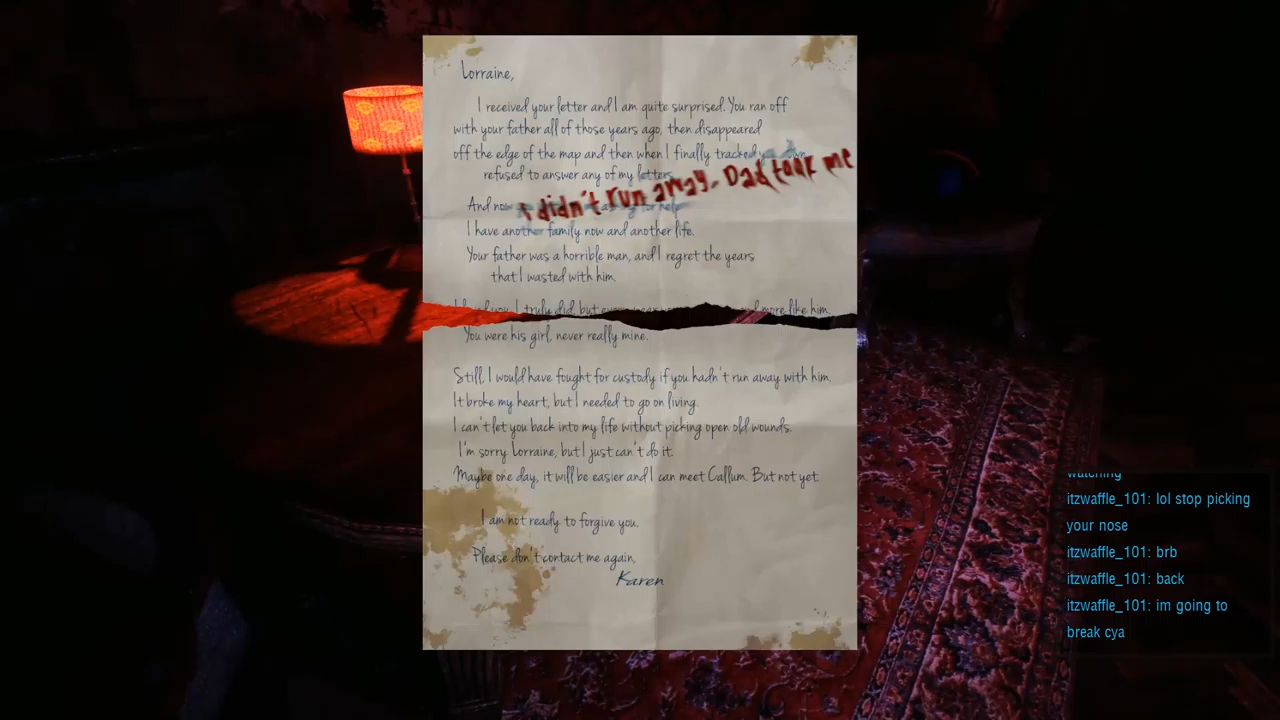 Lorraine,
I received your letter and I am quite surprised. You ran off
with your father all of those years ago, then disappeared
off the edge of the map and then when I finally tracked
refused to answer any of my letters
I didn't run away. Dad took me
And now
I have another family now and another life.
Your father was a horrible man, and I regret the years
that I wasted with him.
you, I truly did, but more like him.
You were his girl, never really mine.
Still, I would have fought for custody if you hadn't run away with him.
It broke my heart, but I needed to go on living.
I can't let you back into my life without picking open old wounds.
I'm sorry Lorraine, but I just can't do it.
Maybe one day, it will be easier and I can meet Callum. But not yet.
I am not ready to forgive you.
Please don't contact me again,
Karen
watching
itzwaffle_101: lol stop picking
your nose
itzwaffle_101: brb
itzwaffle_101: back
itzwaffle_101: im going to
break cya